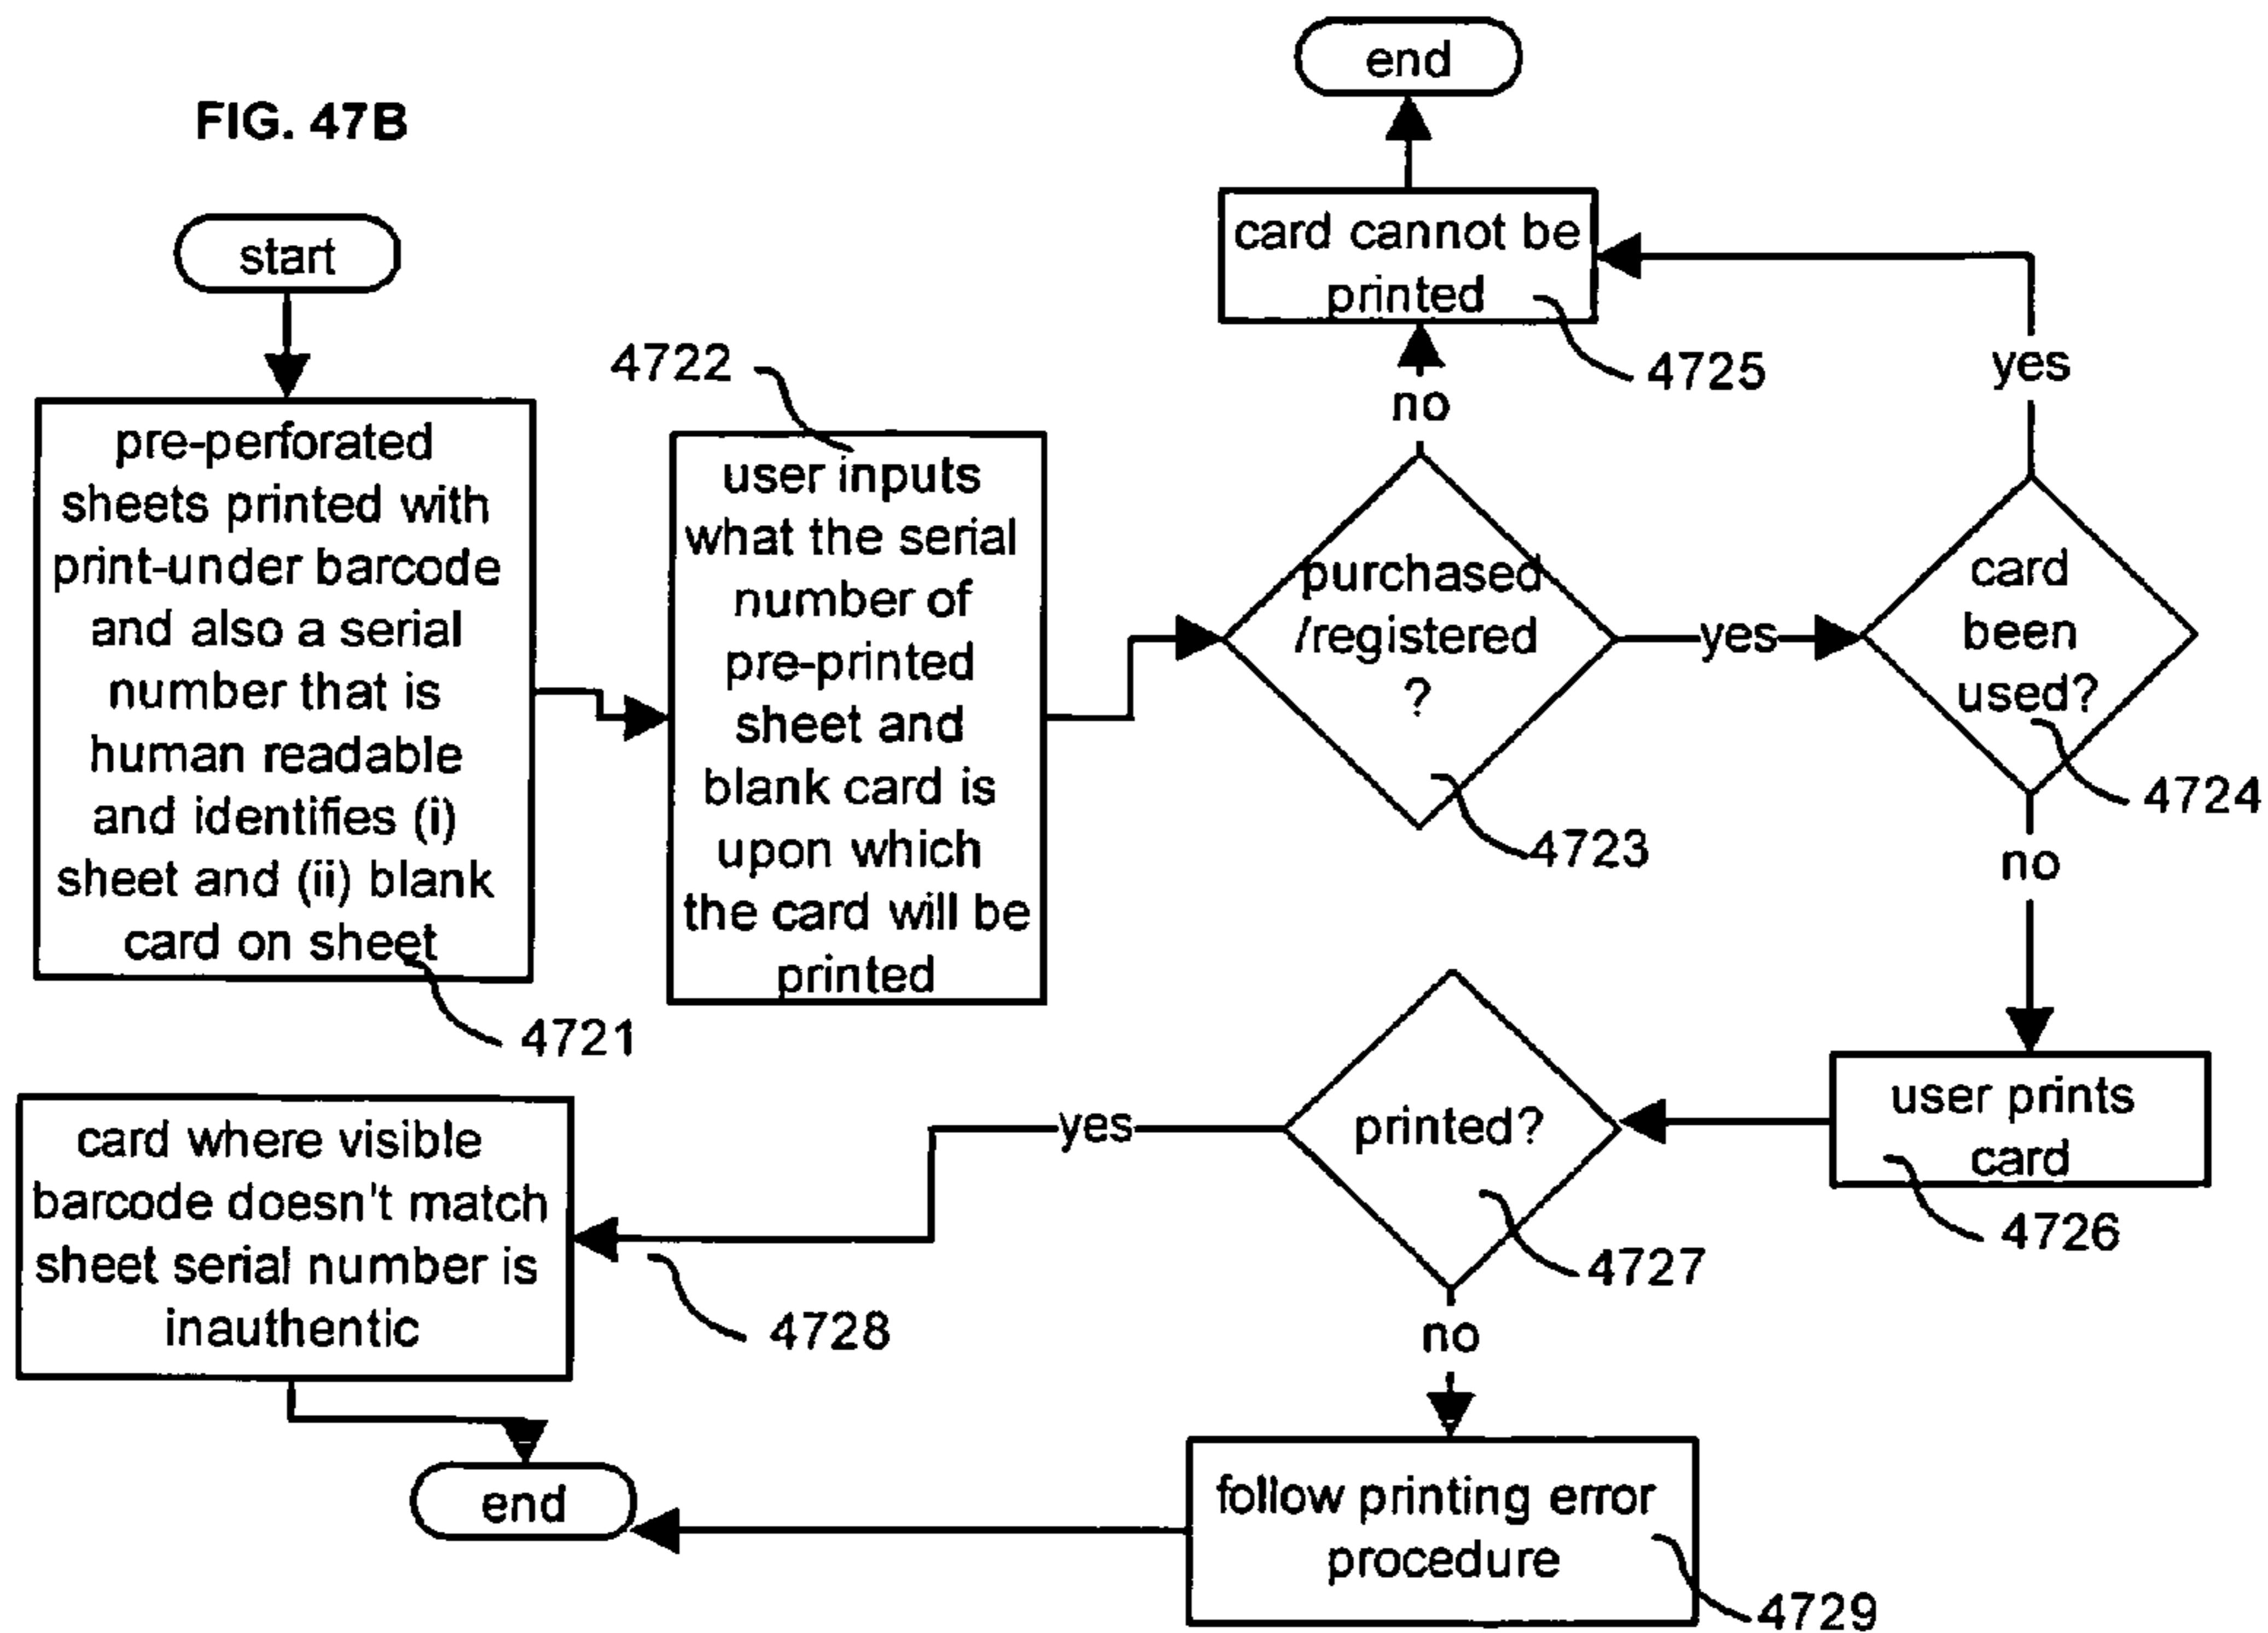 FIG. 47B
start
pre-perforated
sheets printed with
print-under barcode
and also a serial
number that is
human readable
and identifies (i)
sheet and (ii) blank
card on sheet
4721
4722
user inputs
what the serial
number of
pre-printed
sheet and
blank card is
upon which
the card will be
printed
purchased
/registered
?
4723
no
card cannot be
printed
4725
end
yes
card
been
used?
4724
yes
no
user prints
card
4726
printed?
4727
yes
card where visible
barcode doesn't match
sheet serial number is
inauthentic
4728
no
follow printing error
procedure
4729
end